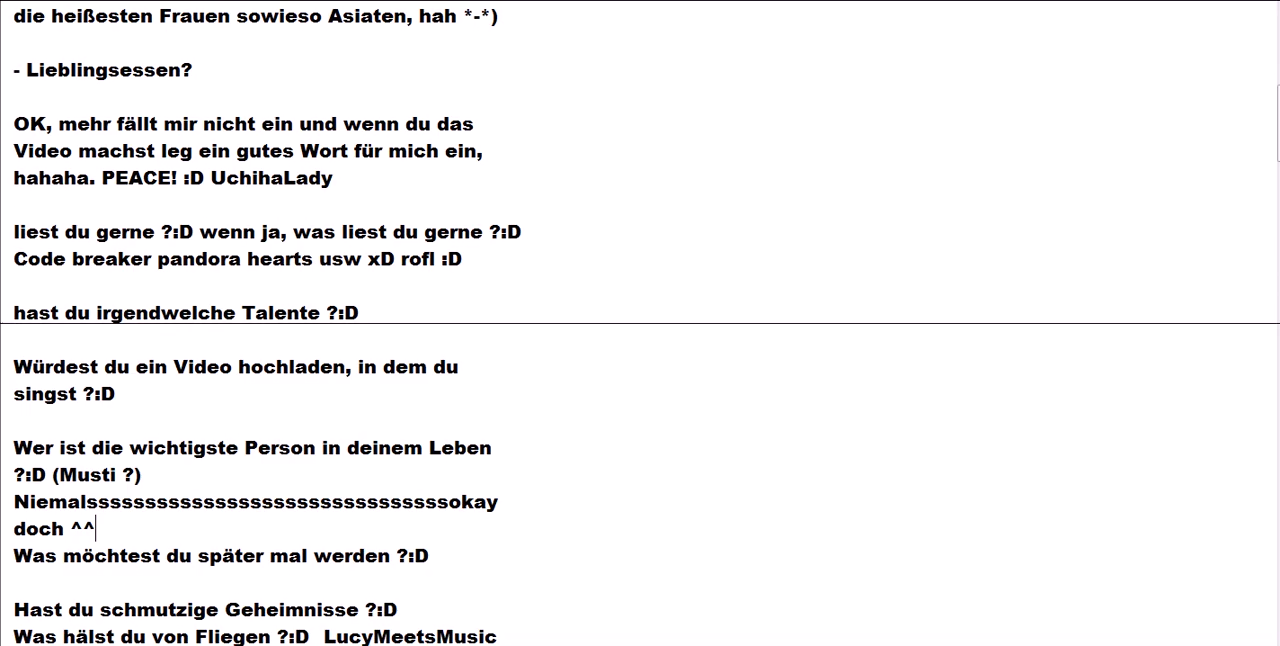 die heißesten Frauen sowieso Asiaten, hah *-*)
- Lieblingsessen?
OK, mehr fällt mir nicht ein und wenn du das
Video machst leg ein gutes Wort für mich ein,
hahaha. PEACE! :D UchihaLady
liest du gerne ?:D wenn ja, was liest du gerne ?:D
Code breaker pandora hearts usw xD rofl :D
hast du irgendwelche Talente ?:D
Würdest du ein Video hochladen, in dem du
singst ?:D
Wer ist die wichtigste Person in deinem Leben
?:D (Musti ?)
Niemalsssssssssssssssssssssssssssssssokay
doch ^^
Was möchtest du später mal werden ?:D
Hast du schmutzige Geheimnisse ?:D
Was hälst du von Fliegen ?:D  LucyMeetsMusic